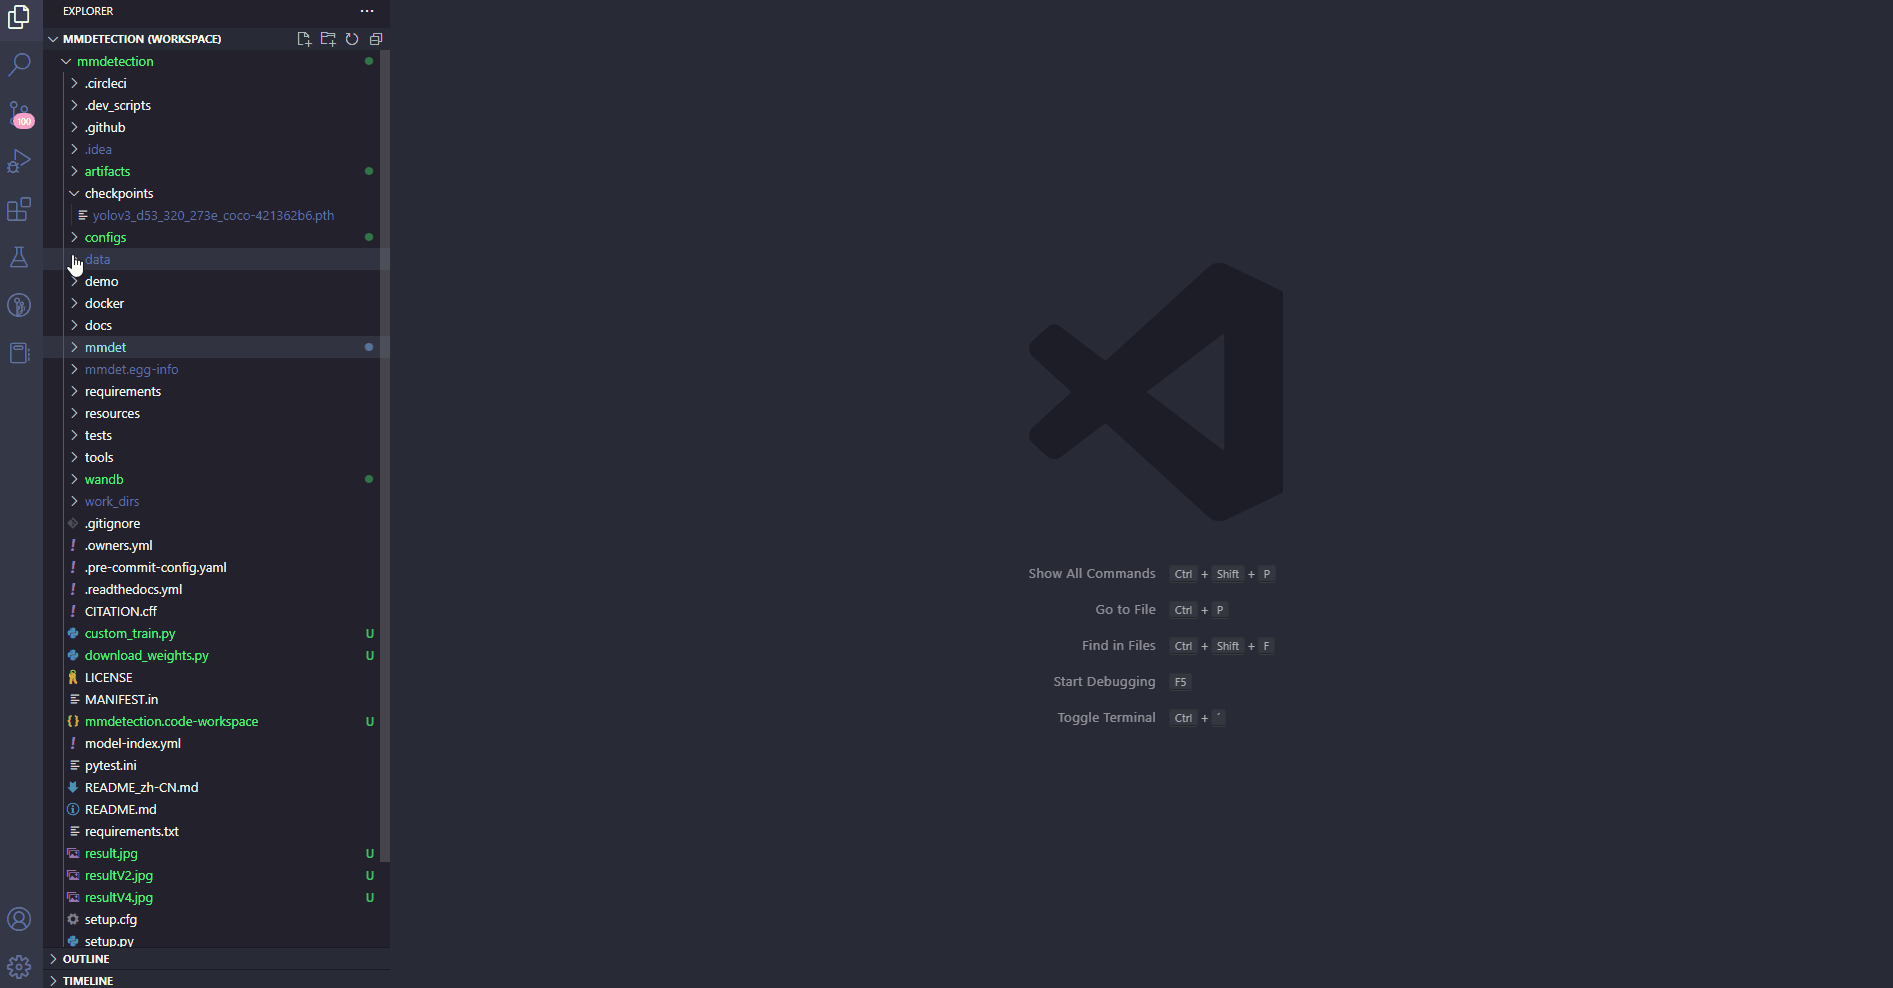 EXPLORER
MMDETECTION (WORKSPACE)
mmdetection
.circleci
.dev_scripts
.github
.idea
artifacts
checkpoints
yolov3_d53_320_273e_coco-421362b6.pth
configs
data
demo
docker
docs
mmdet
mmdet.egg-info
requirements
resources
tests
tools
wandb
work_dirs
.gitignore
.owners.yml
.pre-commit-config.yaml
.readthedocs.yml
CITATION.cff
custom_train.py U
download_weights.py U
LICENSE
MANIFEST.in
mmdetection.code-workspace U
model-index.yml
pytest.ini
README_zh-CN.md
README.md
requirements.txt
result.jpg U
resultV2.jpg U
resultV4.jpg U
setup.cfg
setup.py
OUTLINE
TIMELINE
100
Show All Commands Ctrl + Shift + P
Go to File Ctrl + P
Find in Files Ctrl + Shift + F
Start Debugging F5
Toggle Terminal Ctrl + ´